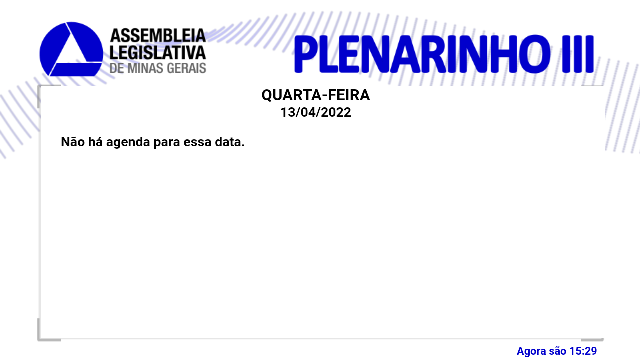 ASSEMBLEIA
LEGISLATIVA
DE MINAS GERAIS
PLENARINHO III
QUARTA-FEIRA
13/04/2022
Não há agenda para essa data.
Agora são 15:29